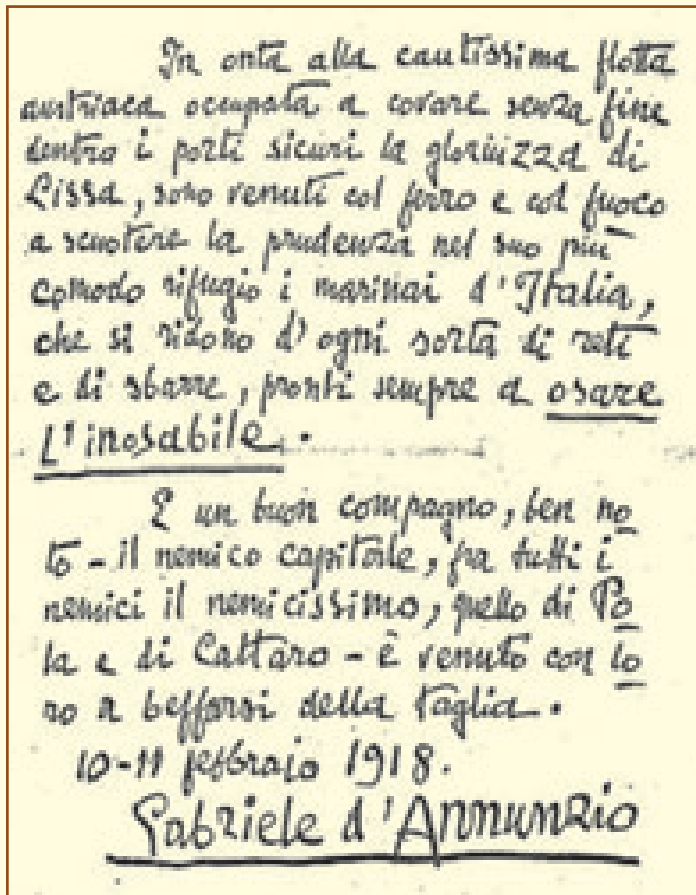 In onta alla cautissima flotta
austriaca occupata a covare senza fine
dentro i porti sicuri la gloriuzza di
Lissa, sono venuti col ferro e col fuoco
a scuotere la prudenza nel suo più
comodo rifugio i marinai d'Italia,
che si ridono d'ogni sorta di reti
e di sbarre, pronti sempre a osare
L'inosabile.
E un buon compagno, ben no
to - il nemico capitale, fra tutti i
nemici il nemicissimo, quello di Po
la e di Cattaro - è venuto con lo
ro a beffarsi della taglia.
10-11 febbraio 1918.
Gabriele d'Annunzio